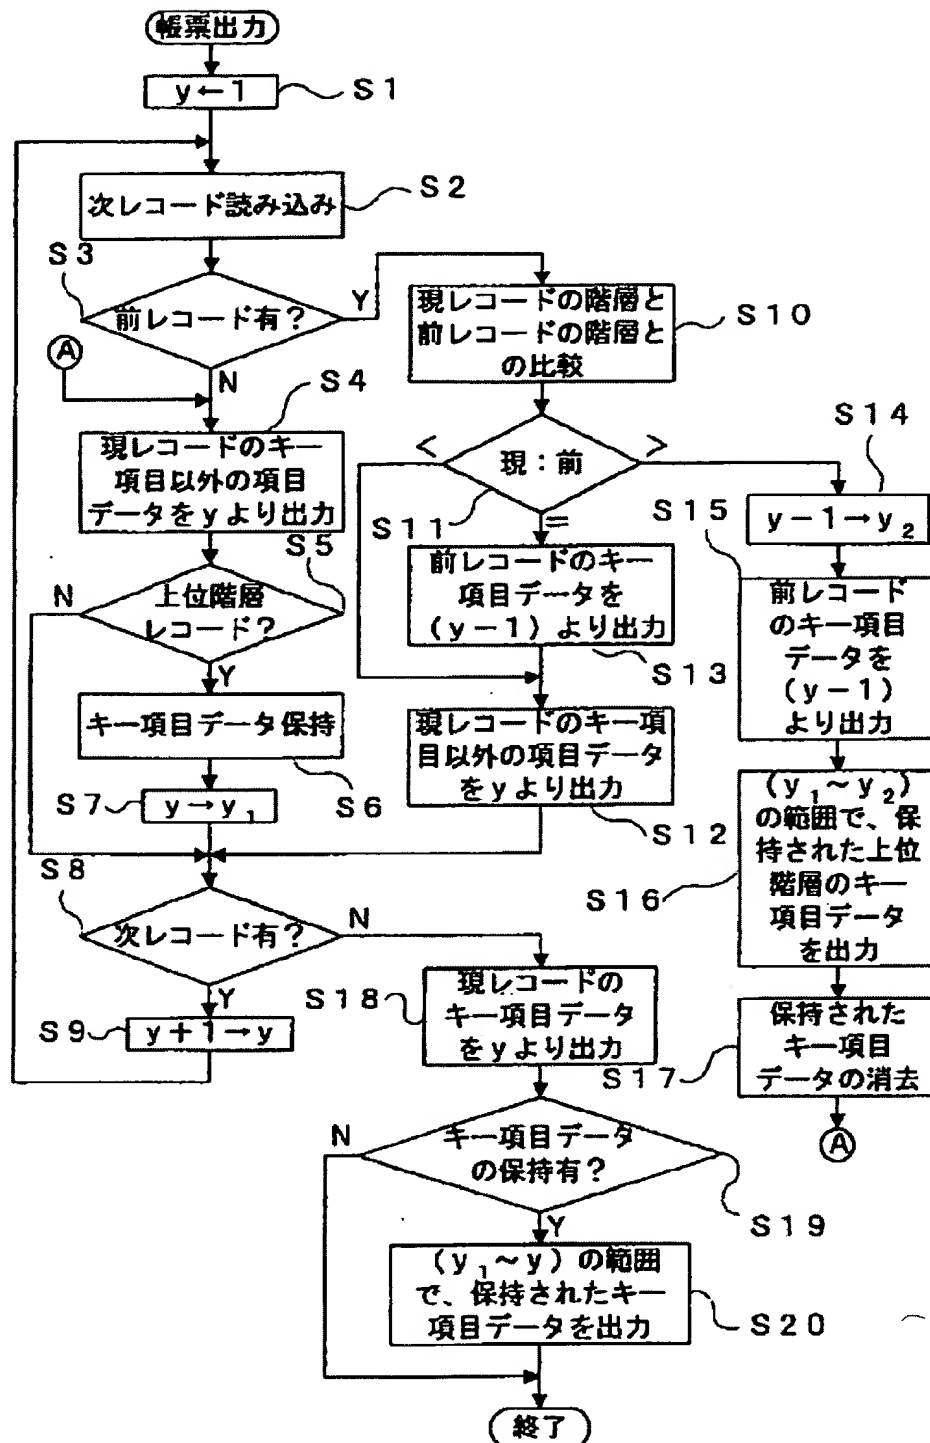 帳票出力
y←1
S1
次レコード読み込み
S2
S3
前レコード有?
Y
N
A
S4
現レコードのキー
項目以外の項目
データをyより出力
S5
上位階層
レコード?
N
Y
キー項目データ保持
S6
S7
y→y₁
S8
次レコード有?
N
Y
S9
y+1→y
現レコードの階層と
前レコードの階層と
の比較
S10
<
現:前
>
=
S11
前レコードのキー
項目データを
(y-1)より出力
S13
現レコードのキー項
目以外の項目データ
をyより出力
S12
S14
y-1→y₂
S15
前レコード
のキー項目
データを
(y-1)
より出力
(y₁~y₂)
の範囲で、保
持された上位
階層のキー
項目データ
を出力
S16
保持された
キー項目
データの消去
S17
A
S18
現レコードの
キー項目データ
をyより出力
キー項目データ
の保持有?
N
Y
S19
(y₁~y)の範囲
で、保持されたキー
項目データを出力
S20
終了